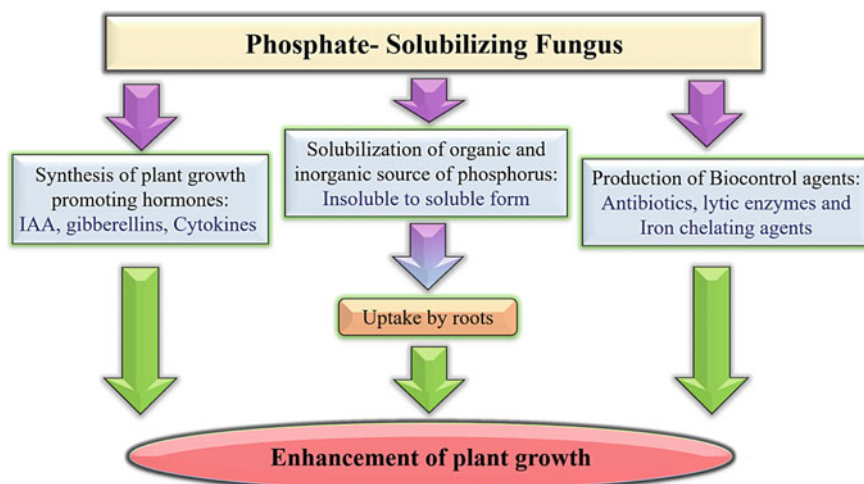 Phosphate- Solubilizing Fungus
Synthesis of plant growth
promoting hormones:
IAA, gibberellins, Cytokines
Solubilization of organic and
inorganic source of phosphorus:
Insoluble to soluble form
Production of Biocontrol agents:
Antibiotics, lytic enzymes and
Iron chelating agents
Uptake by roots
Enhancement of plant growth